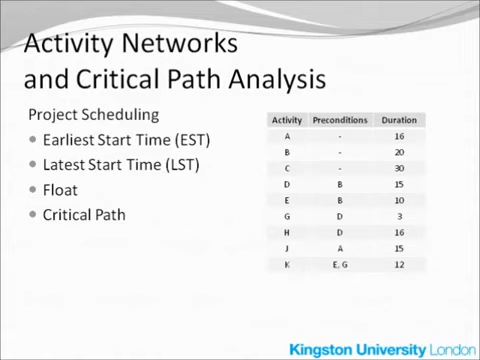 Activity Networks
and Critical Path Analysis
Project Scheduling
Earliest Start Time (EST)
Latest Start Time (LST)
Float
Critical Path
Activity Preconditions Duration
A - 16
B - 20
C - 30
D B 15
E B 10
G D 3
H D 16
J A 15
K E, G 12
Kingston University London